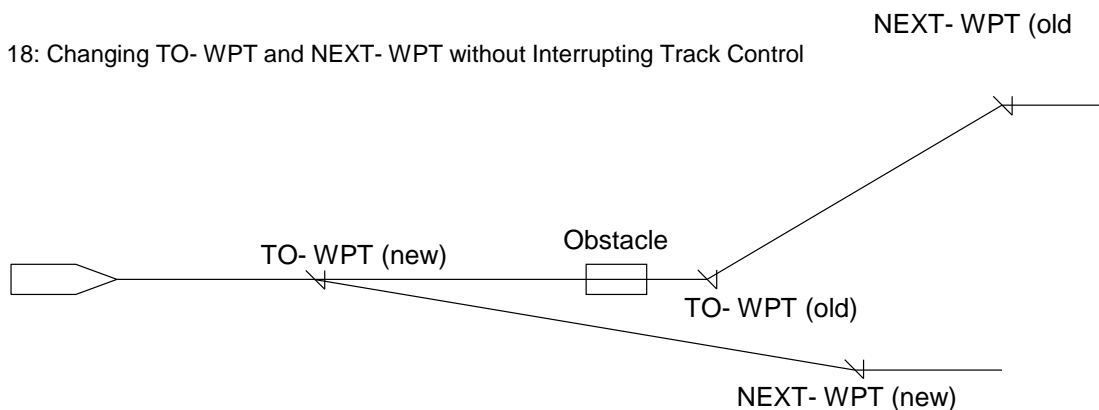 NEXT- WPT (old
18: Changing TO- WPT and NEXT- WPT without Interrupting Track Control
TO- WPT (new)
Obstacle
TO- WPT (old)
NEXT- WPT (new)